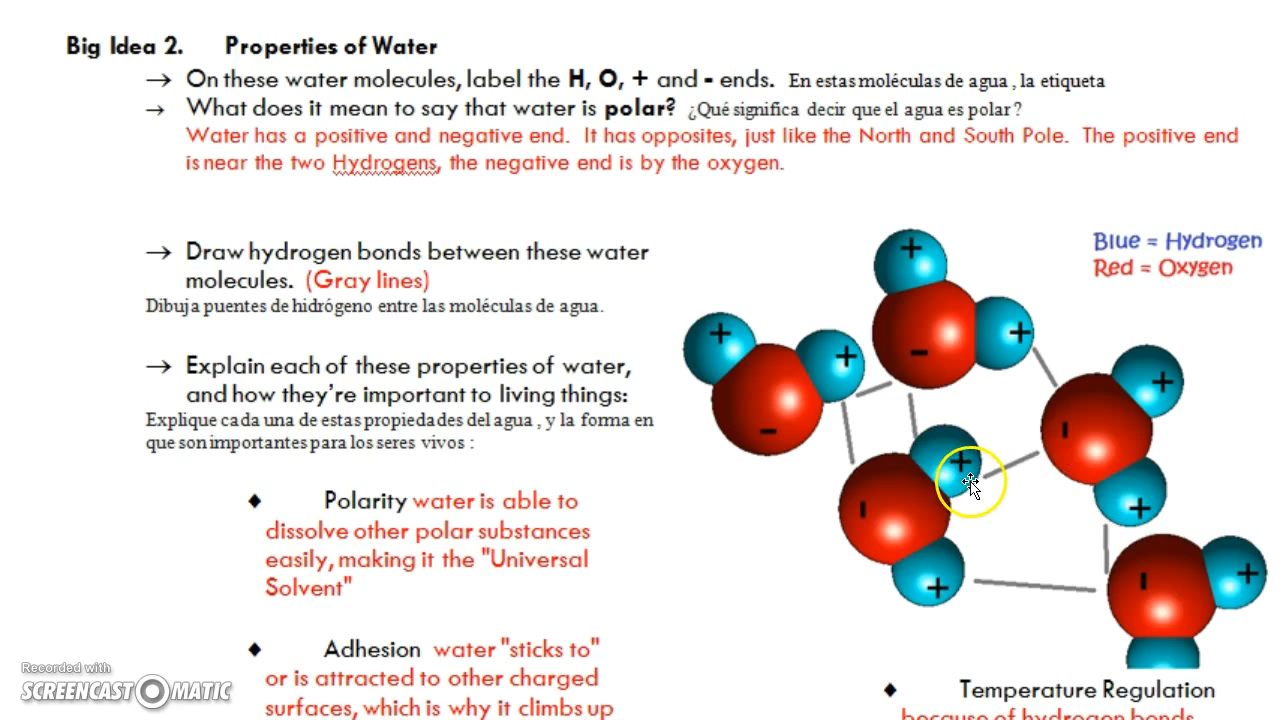 Big Idea 2. Properties of Water
→ On these water molecules, label the H, O, + and - ends. En estas moléculas de agua , la etiqueta
→ What does it mean to say that water is polar? ¿Qué significa decir que el agua es polar ?
Water has a positive and negative end. It has opposites, just like the North and South Pole. The positive end
is near the two Hydrogens, the negative end is by the oxygen.
→ Draw hydrogen bonds between these water
molecules. (Gray lines)
Dibuja puentes de hidrógeno entre las moléculas de agua.
→ Explain each of these properties of water,
and how they're important to living things:
Explique cada una de estas propiedades del agua , y la forma en
que son importantes para los seres vivos :
♦ Polarity water is able to
dissolve other polar substances
easily, making it the "Universal
Solvent"
♦ Adhesion water "sticks to"
or is attracted to other charged
surfaces, which is why it climbs up
Blue = Hydrogen
Red = Oxygen
+
+
-
+
+
-
+
-
+
+
-
+
-
+
-
+
♦ Temperature Regulation
because of hydrogen bonds
Recorded with
SCREENCAST O MATIC